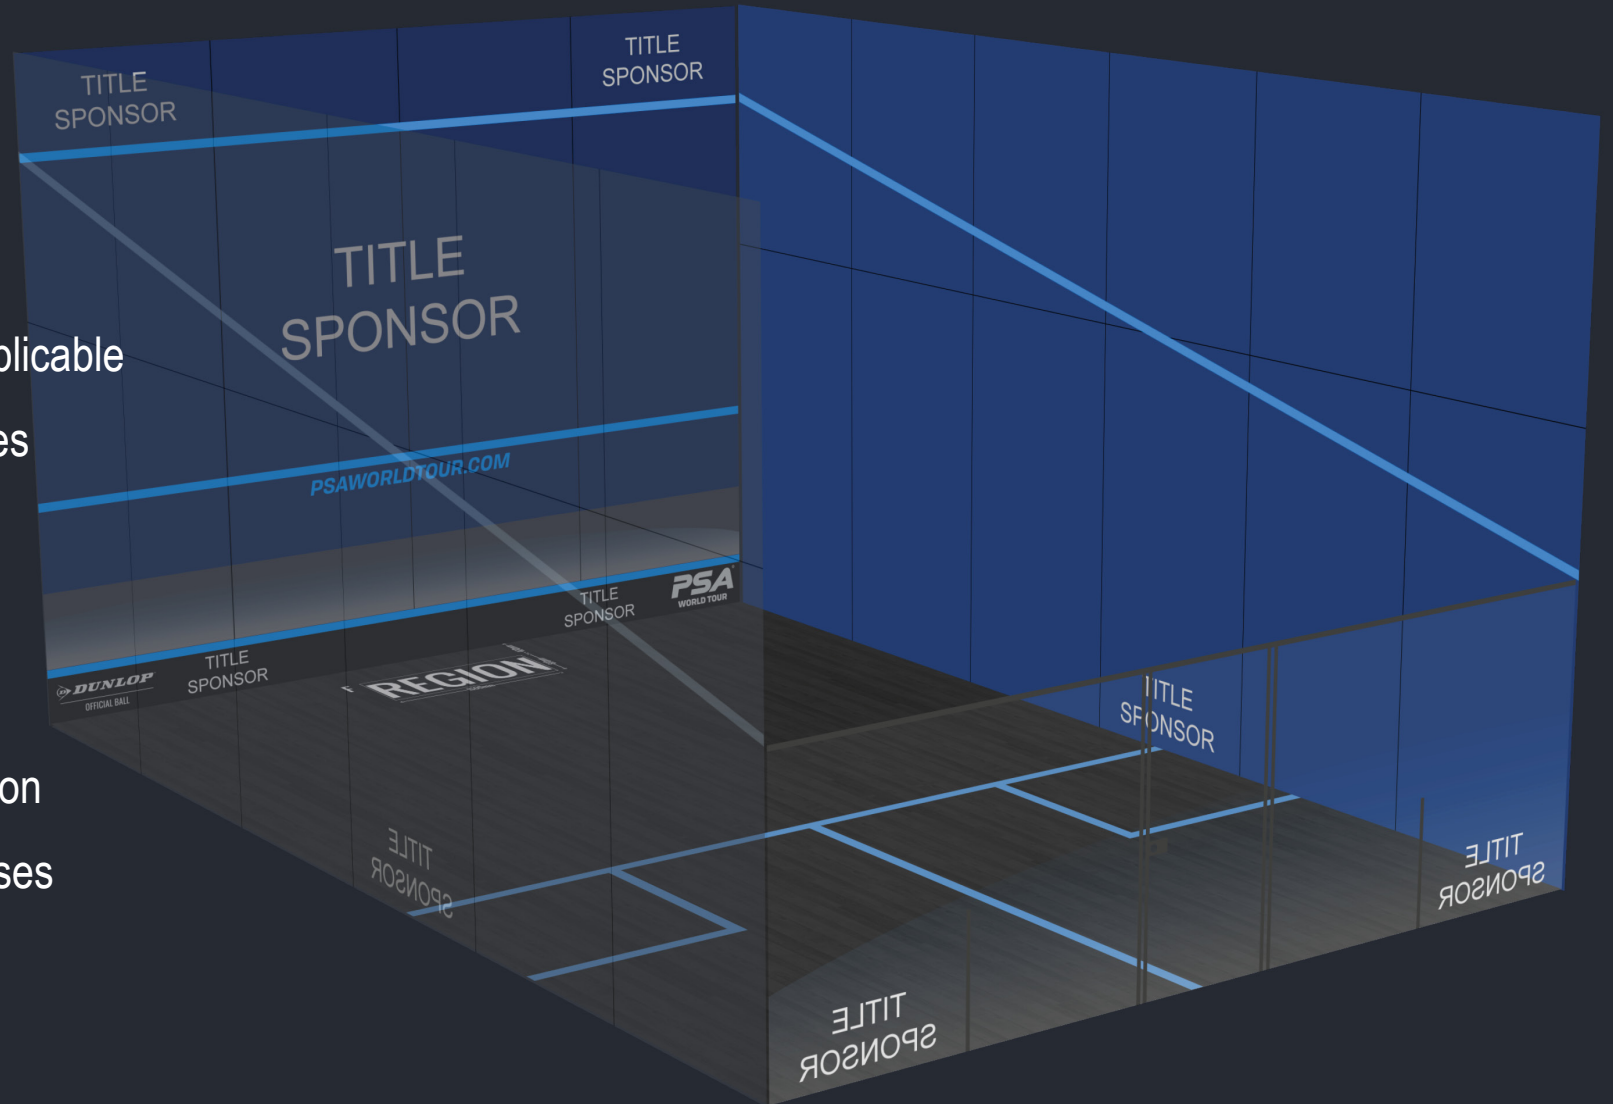 TITLE
SPONSOR
TITLE
SPONSOR
TITLE
SPONSOR
plicable
es
PSAWORLDTOUR.COM
TITLE
SPONSOR
PSA
WORLD TOUR
TITLE
SPONSOR
DUNLOP
OFFICIAL BALL
REGION
TITLE
SPONSOR
on
ses
TITLE
SPONSOR
TITLE
SPONSOR
TITLE
SPONSOR